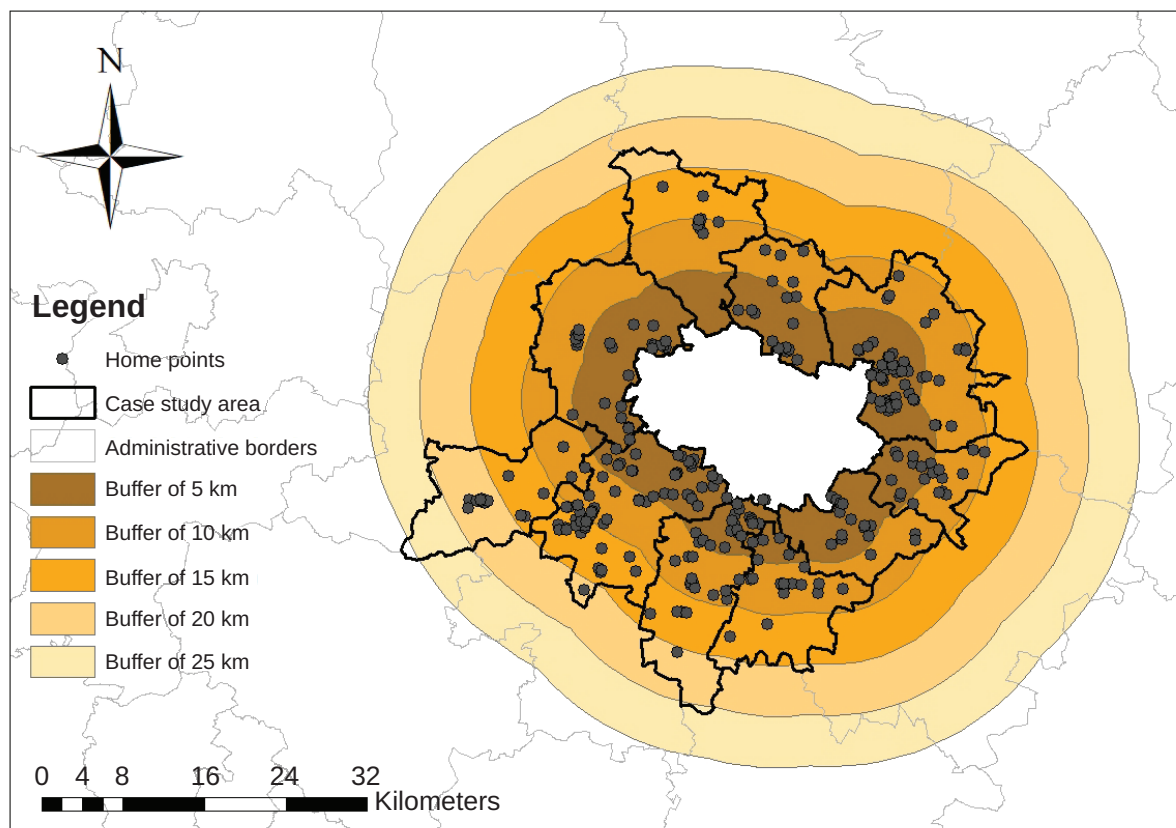 N
Legend
Home points
Case study area
Administrative borders
Buffer of 5 km
Buffer of 10 km
Buffer of 15 km
Buffer of 20 km
Buffer of 25 km
0 4 8 16 24 32
Kilometers